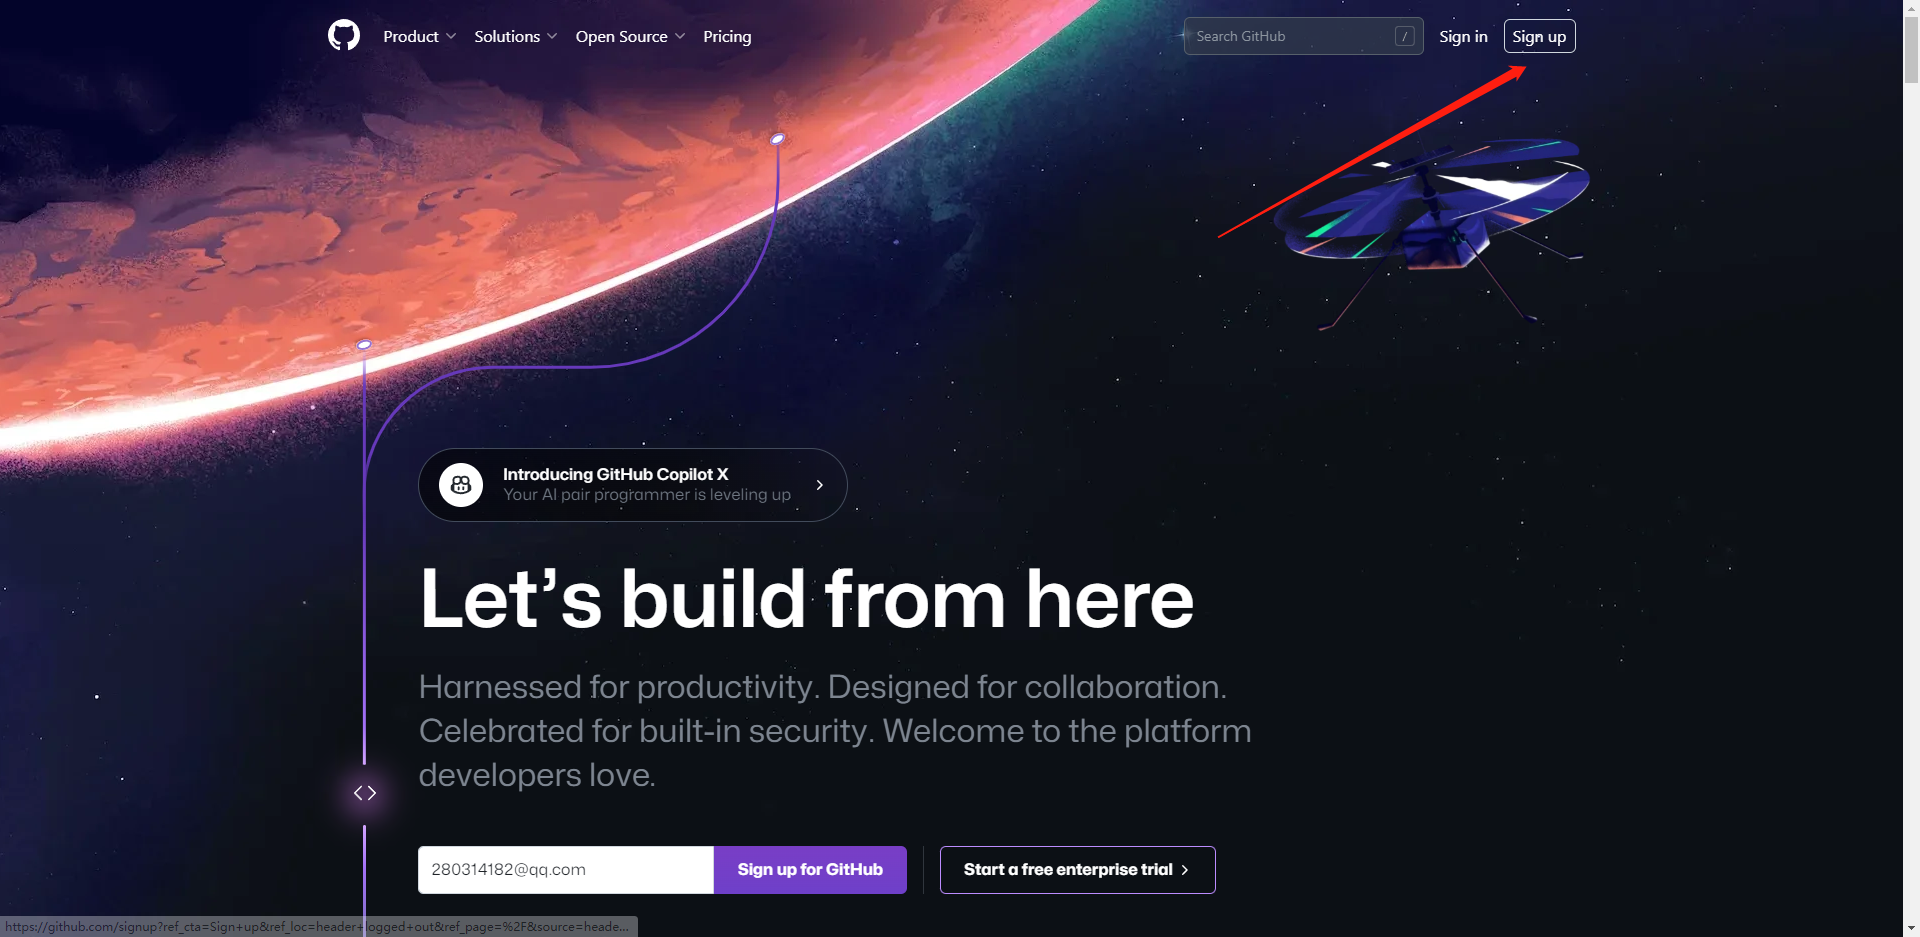 Product
Solutions
Open Source
Pricing
Search GitHub
/
Sign in
Sign up
Introducing GitHub Copilot X
Your AI pair programmer is leveling up
Let’s build from here
Harnessed for productivity. Designed for collaboration.
Celebrated for built-in security. Welcome to the platform
developers love.
280314182@qq.com
Sign up for GitHub
Start a free enterprise trial
https://github.com/signup?ref_cta=Sign+up&ref_loc=header+logged+out&ref_page=%2F&source=heade...